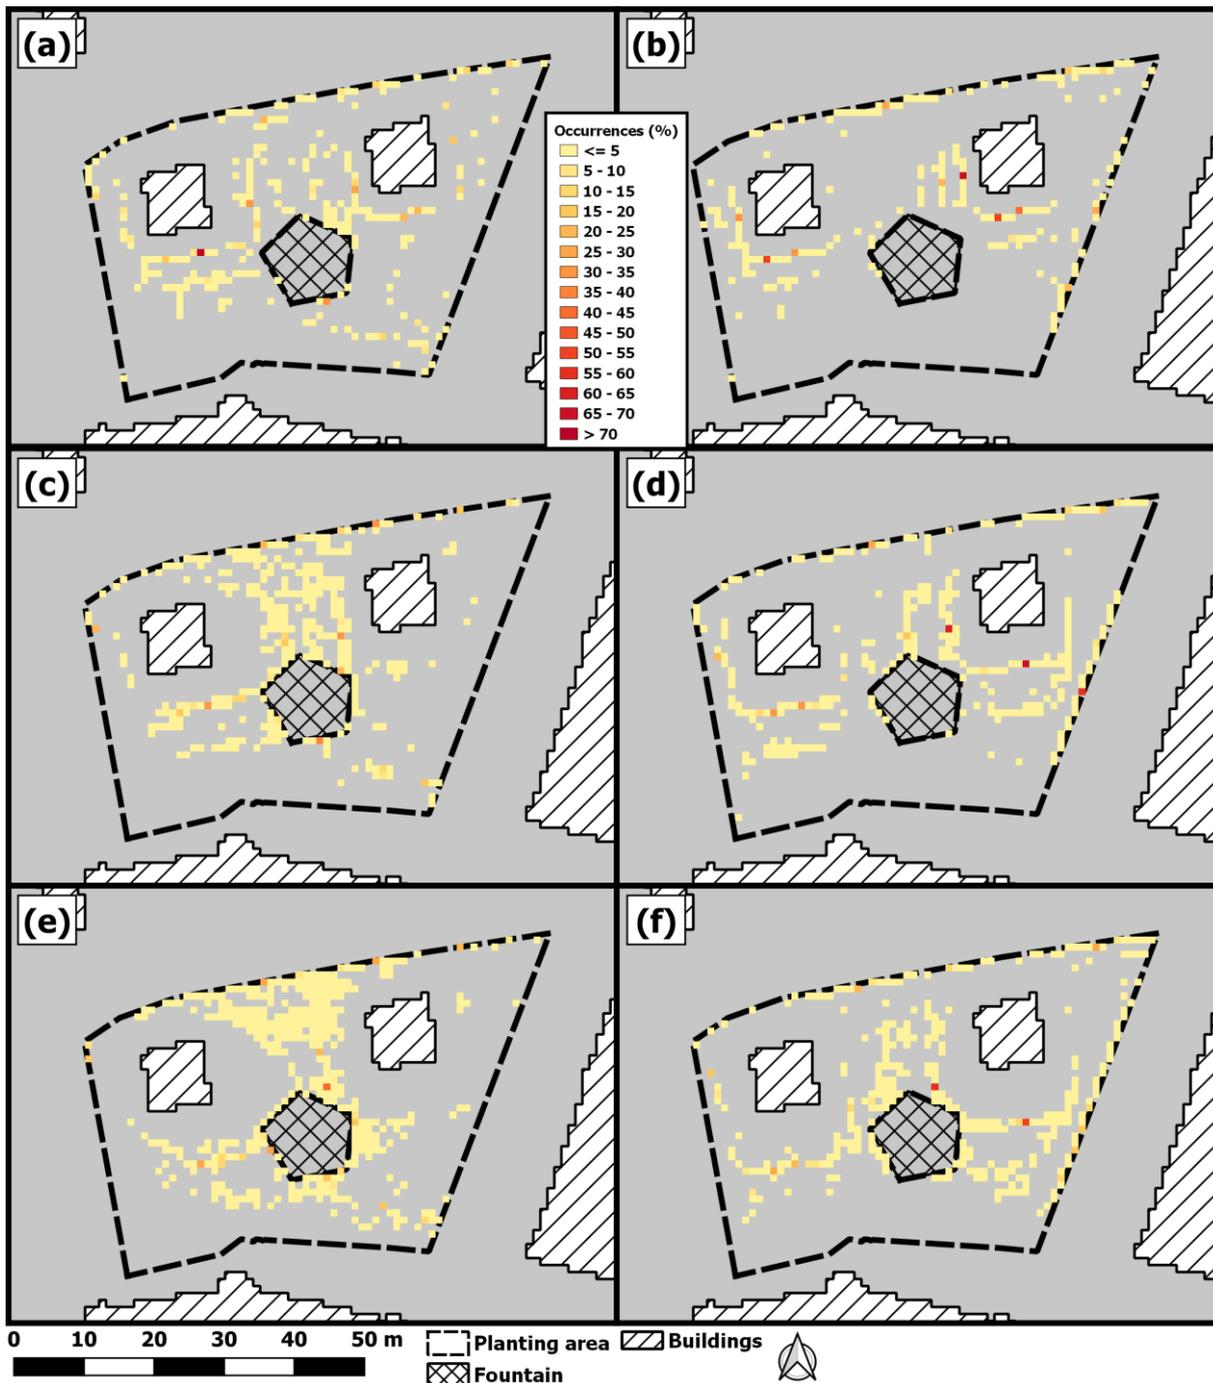 (a)
(b)
Occurrences (%)
<= 5
5 - 10
10 - 15
15 - 20
20 - 25
25 - 30
30 - 35
35 - 40
40 - 45
45 - 50
50 - 55
55 - 60
60 - 65
65 - 70
> 70
(c)
(d)
(e)
(f)
0 10 20 30 40 50 m
Planting area
Buildings
Fountain